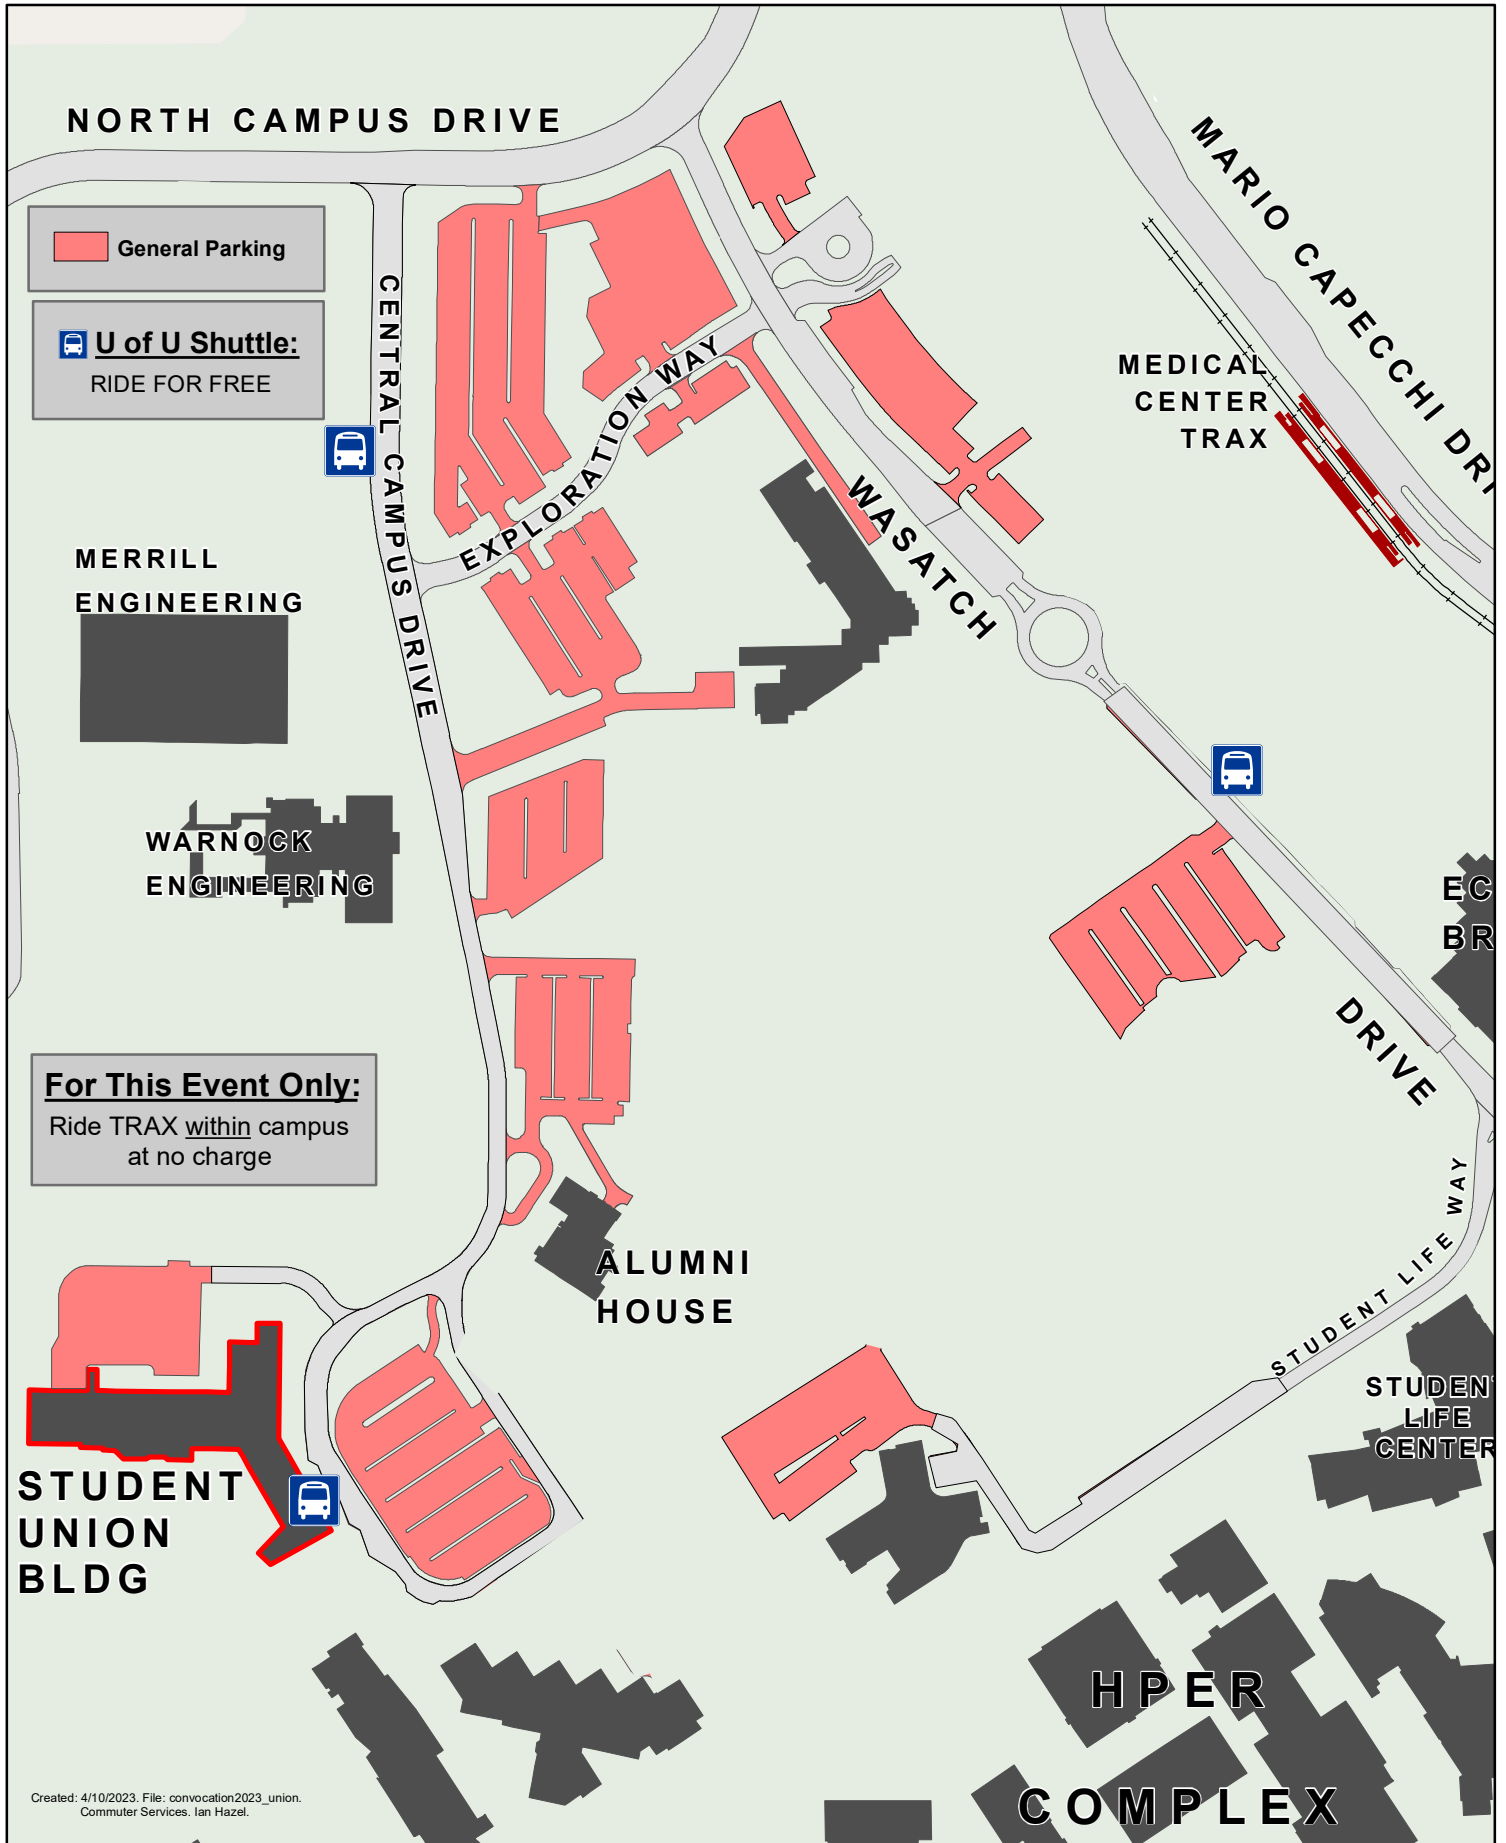 NORTH CAMPUS DRIVE
MARIO CAPECCHI DRI
General Parking
U of U Shuttle:
RIDE FOR FREE
CENTRAL CAMPUS DRIVE
EXPLORATION WAY
MEDICAL
CENTER
TRAX
WASATCH
MERRILL
ENGINEERING
WARNOCK
ENGINEERING
EC
BR
DRIVE
For This Event Only:
Ride TRAX within campus
at no charge
STUDENT LIFE WAY
ALUMNI
HOUSE
STUDENT
LIFE
CENTER
STUDENT
UNION
BLDG
HPER
COMPLEX
Created: 4/10/2023. File: convocation2023_union.
Commuter Services. Ian Hazel.